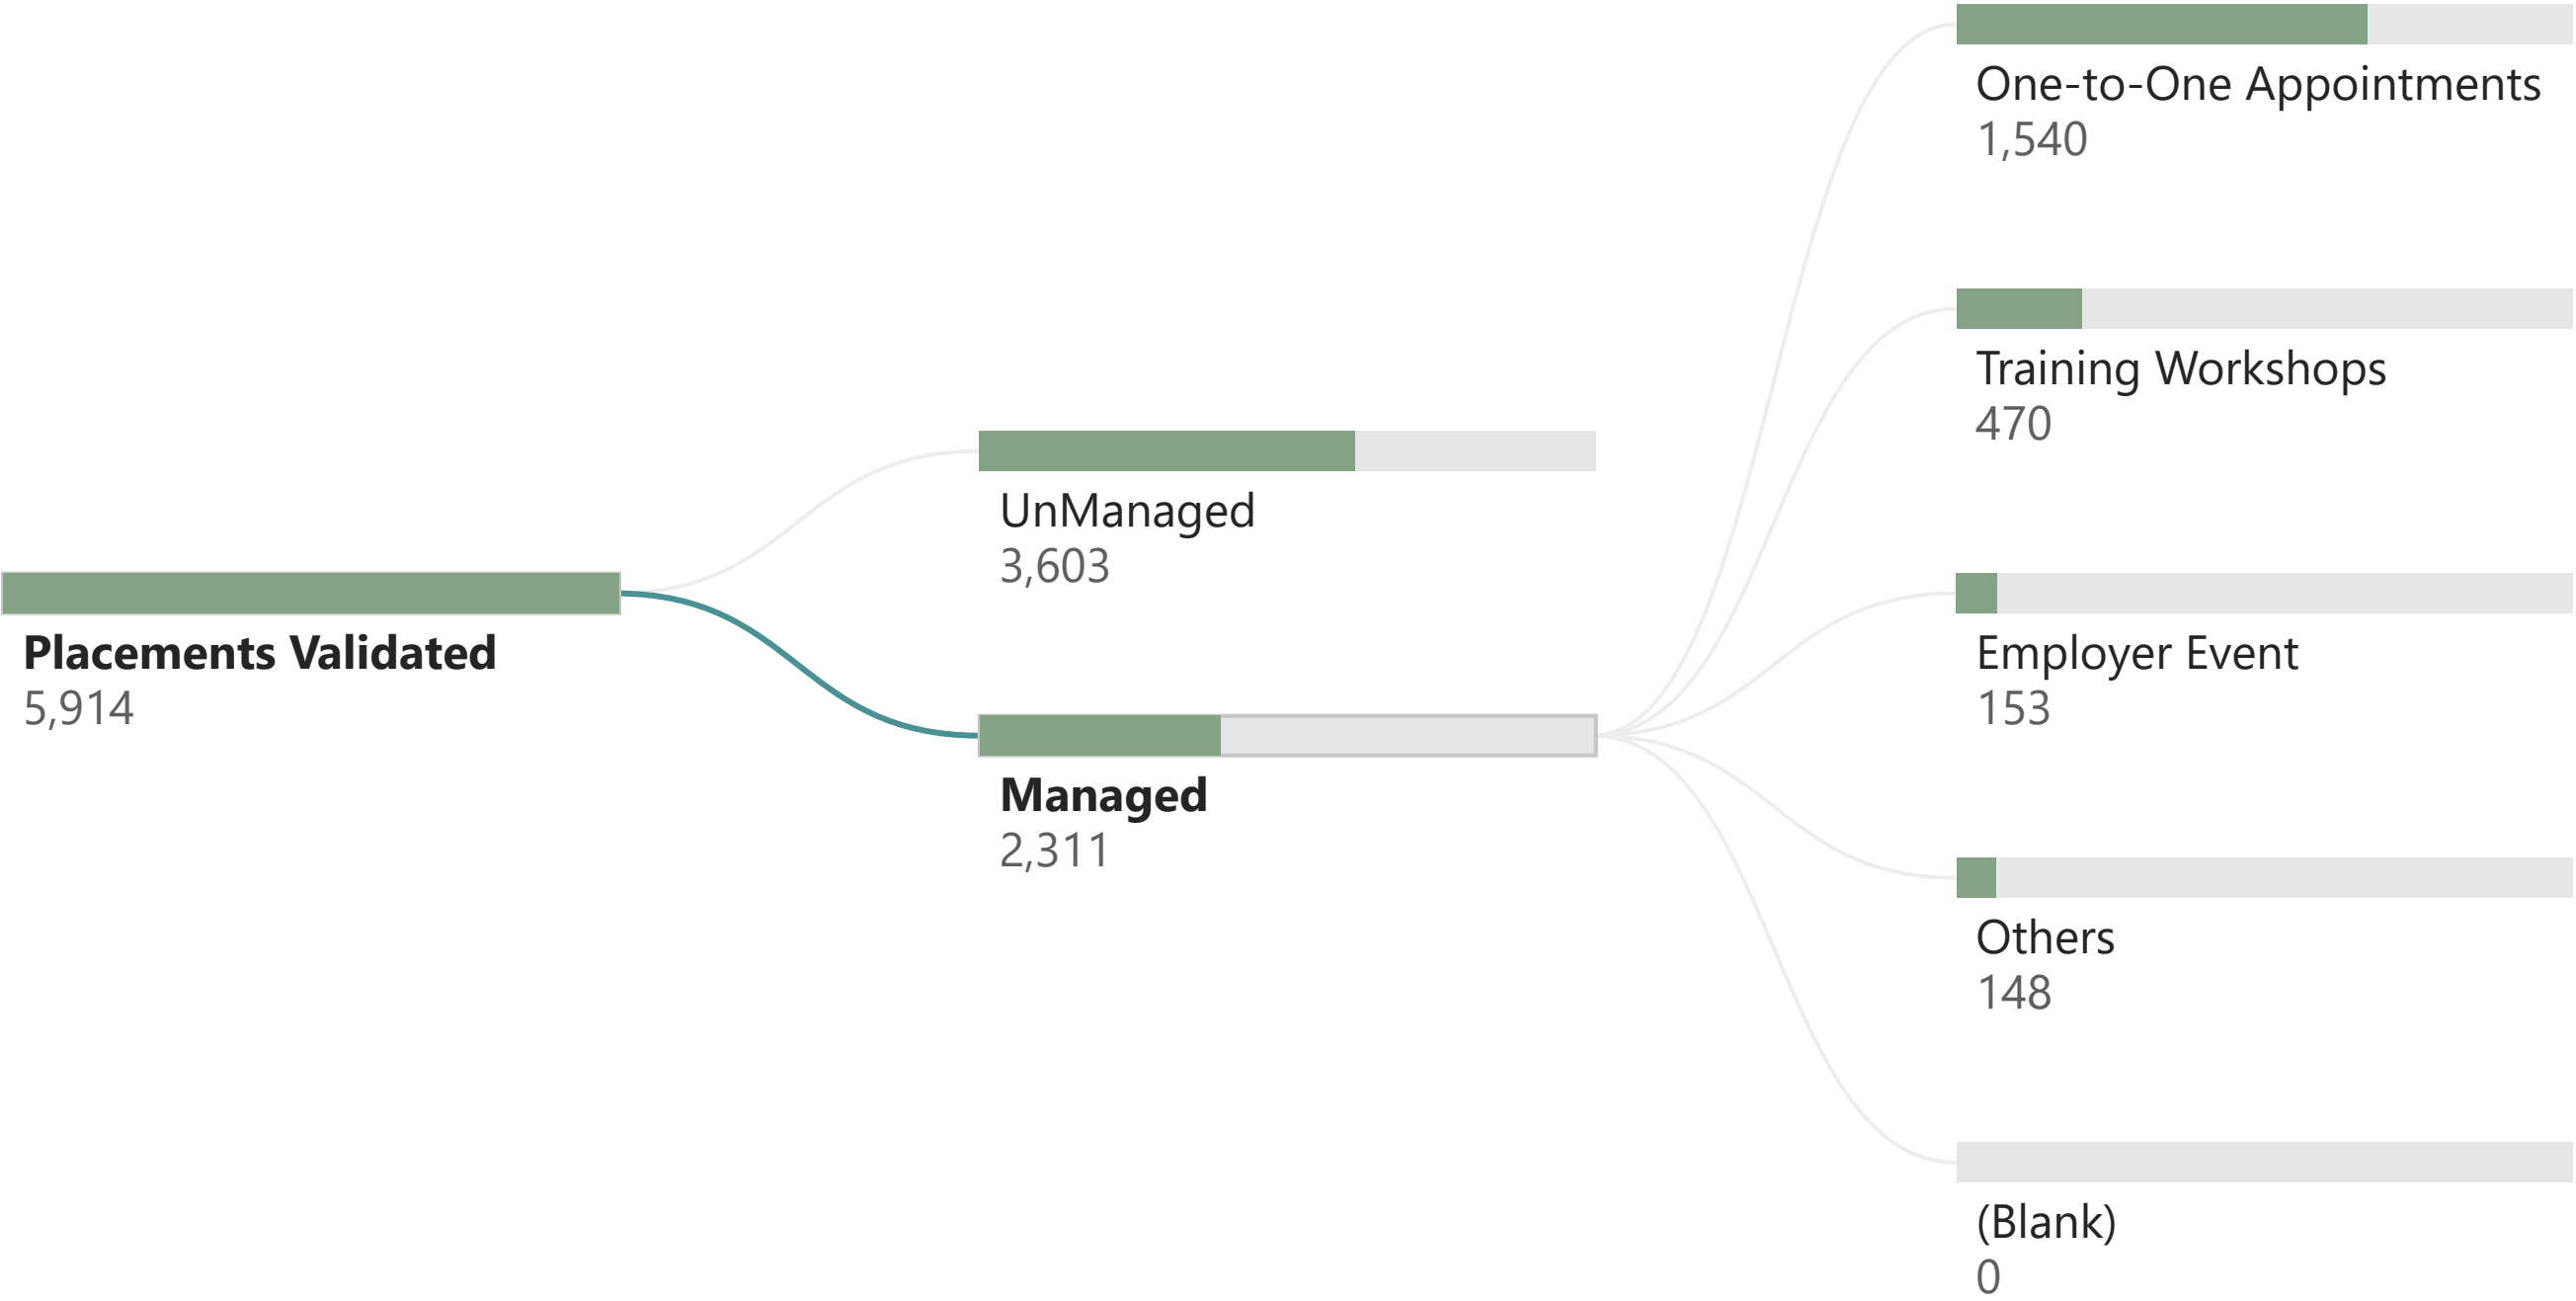 Placements Validated
5,914
UnManaged
3,603
Managed
2,311
One-to-One Appointments
1,540
Training Workshops
470
Employer Event
153
Others
148
(Blank)
0